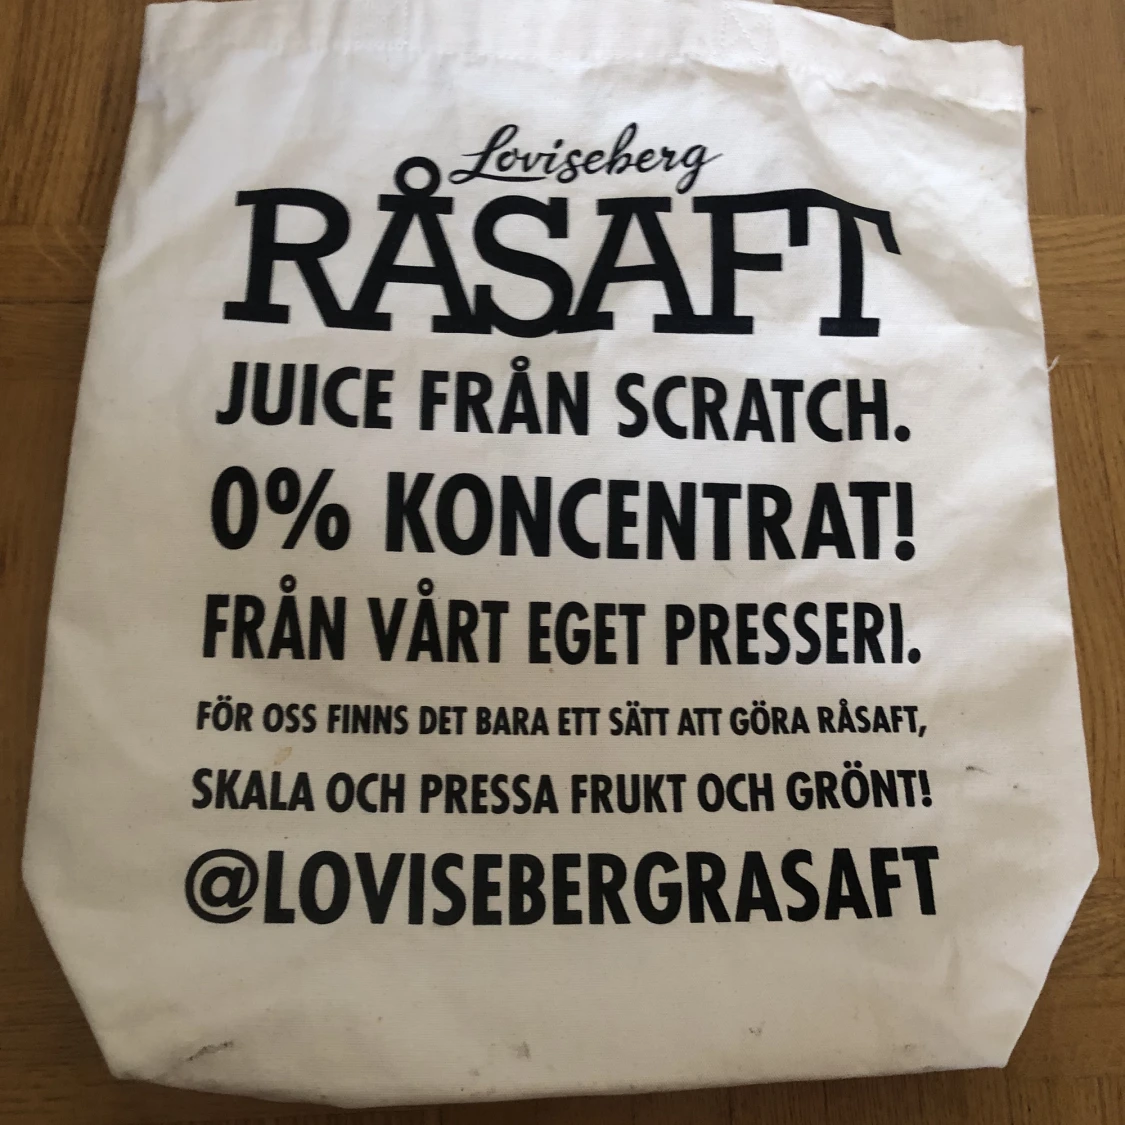 Loviseberg
RÅSAFT
JUICE FRÅN SCRATCH.
0% KONCENTRAT!
FRÅN VÅRT EGET PRESSERI.
FÖR OSS FINNS DET BARA ETT SÄTT ATT GÖRA RÅSAFT,
SKALA OCH PRESSA FRUKT OCH GRÖNT!
@LOVISEBERGRASAFT